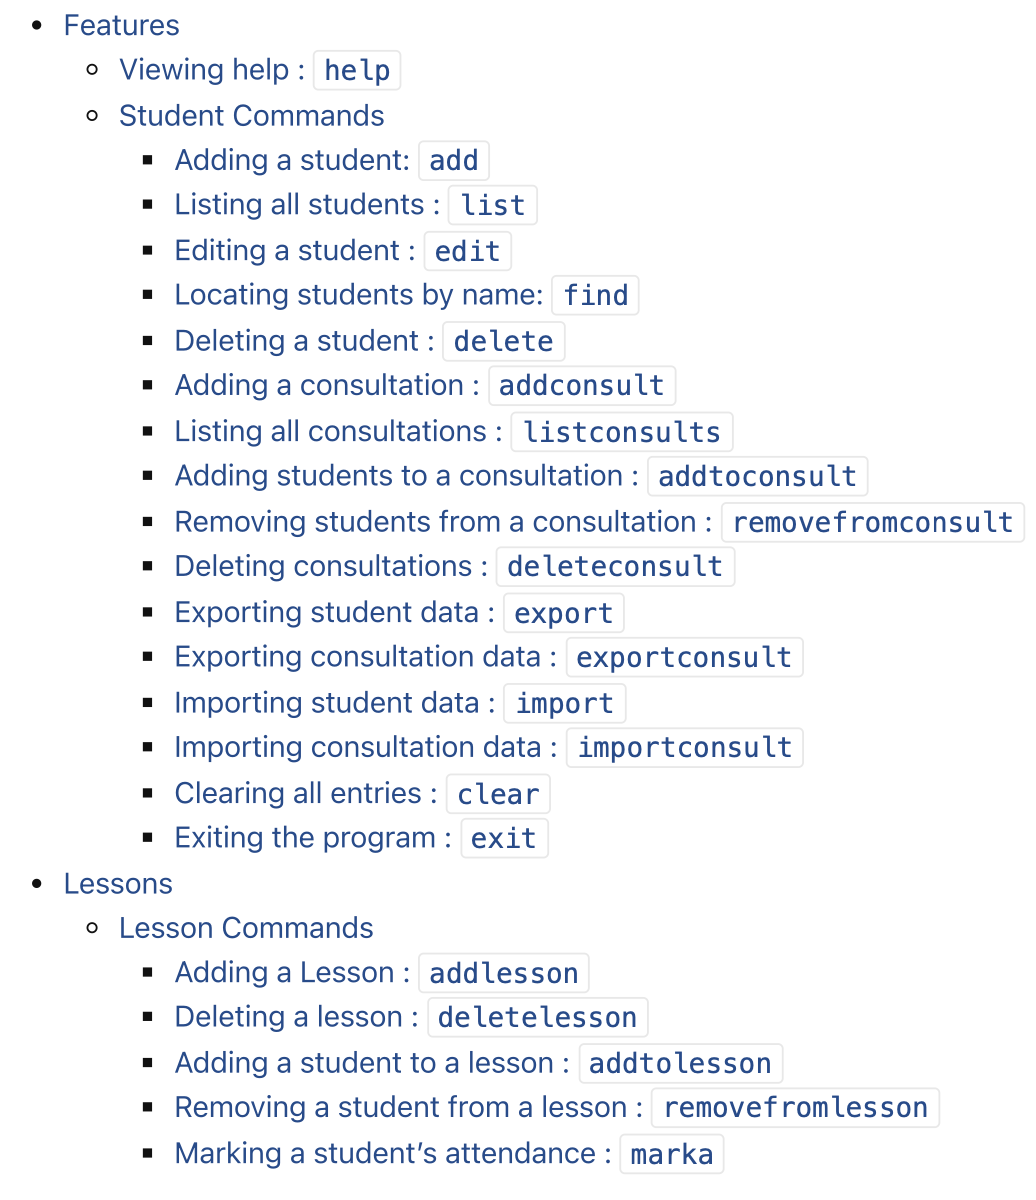 Features
Viewing help : help
Student Commands
Adding a student: add
Listing all students : list
Editing a student : edit
Locating students by name: find
Deleting a student : delete
Adding a consultation : addconsult
Listing all consultations : listconsults
Adding students to a consultation : addtoconsult
Removing students from a consultation : removefromconsult
Deleting consultations : deleteconsult
Exporting student data : export
Exporting consultation data : exportconsult
Importing student data : import
Importing consultation data : importconsult
Clearing all entries : clear
Exiting the program : exit
Lessons
Lesson Commands
Adding a Lesson : addlesson
Deleting a lesson : deletelesson
Adding a student to a lesson : addtolesson
Removing a student from a lesson : removefromlesson
Marking a student’s attendance : marka